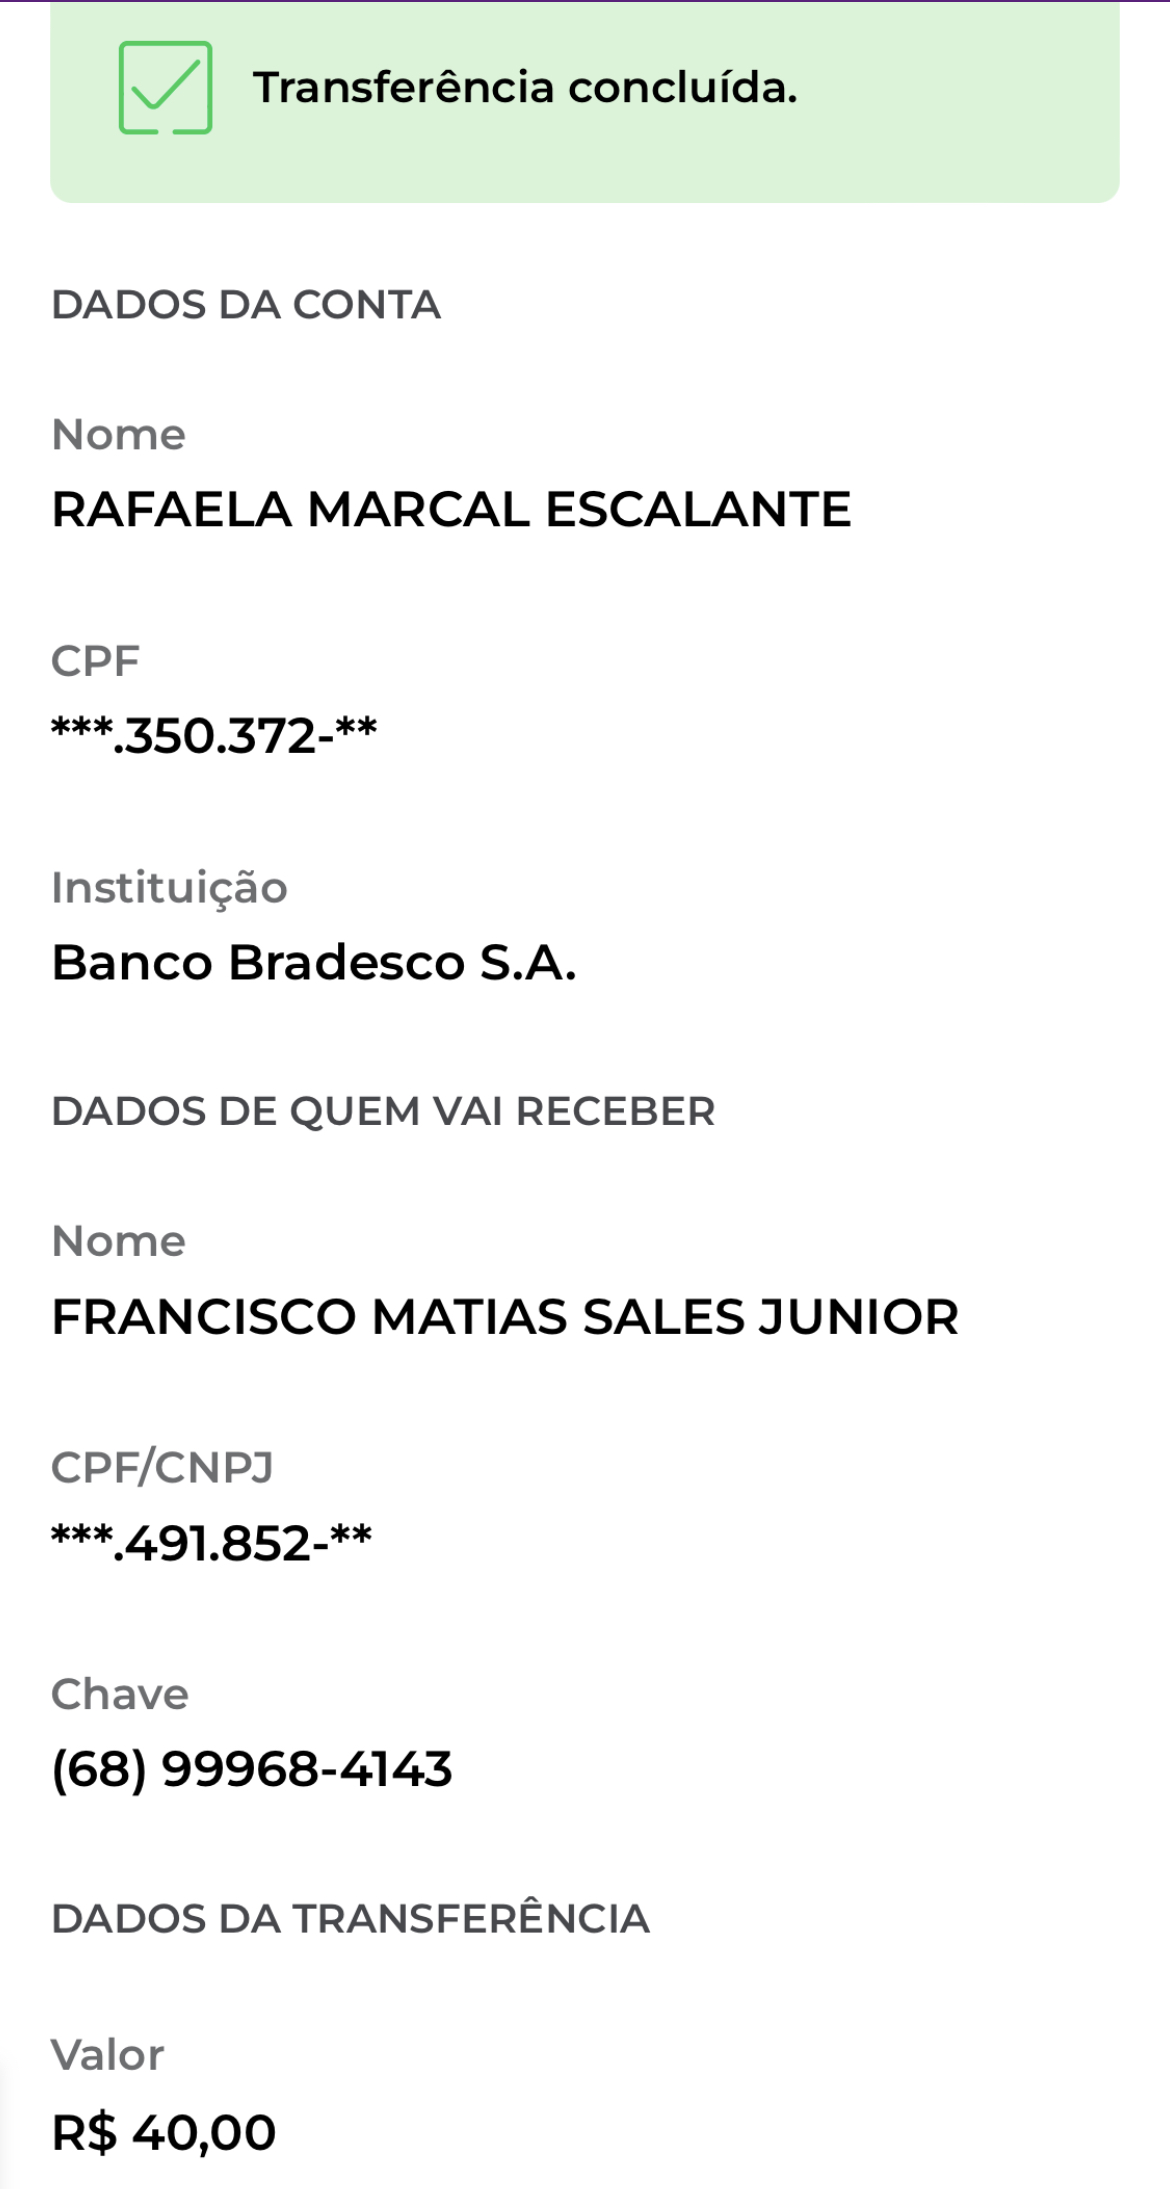 Transferência concluída.
DADOS DA CONTA
Nome
RAFAELA MARCAL ESCALANTE
CPF
***.350.372-**
Instituição
Banco Bradesco S.A.
DADOS DE QUEM VAI RECEBER
Nome
FRANCISCO MATIAS SALES JUNIOR
CPF/CNPJ
***.491.852-**
Chave
(68) 99968-4143
DADOS DA TRANSFERÊNCIA
Valor
R$ 40,00